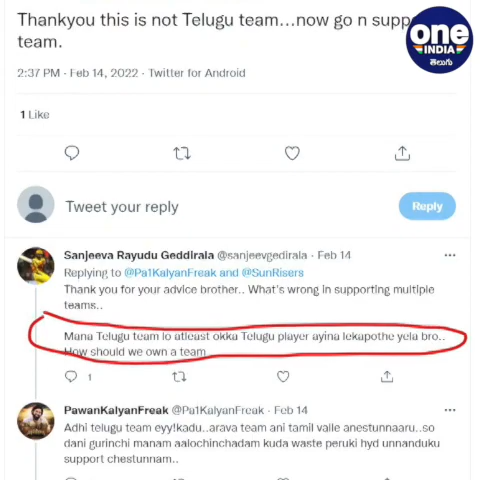 Thankyou this is not Telugu team...now go n supp
team.
one
INDIA
తెలుగు
2:37 PM · Feb 14, 2022 · Twitter for Android
1 Like
Tweet your reply
Reply
Sanjeeva Rayudu Geddirala @sanjeevgedirala · Feb 14
Replying to @Pa1KalyanFreak and @SunRisers
Thank you for your advice brother.. What's wrong in supporting multiple
teams..
Mana Telugu team lo atleast okka Telugu player ayina lekapothe yela bro..
How should we own a team
1
PawanKalyanFreak @Pa1KalyanFreak · Feb 14
Adhi telugu team eyy!kadu..arava team ani tamil valle anestunnaaru..so
dani gurinchi manam aalochinchadam kuda waste peruki hyd unnanduku
support chestunnam..